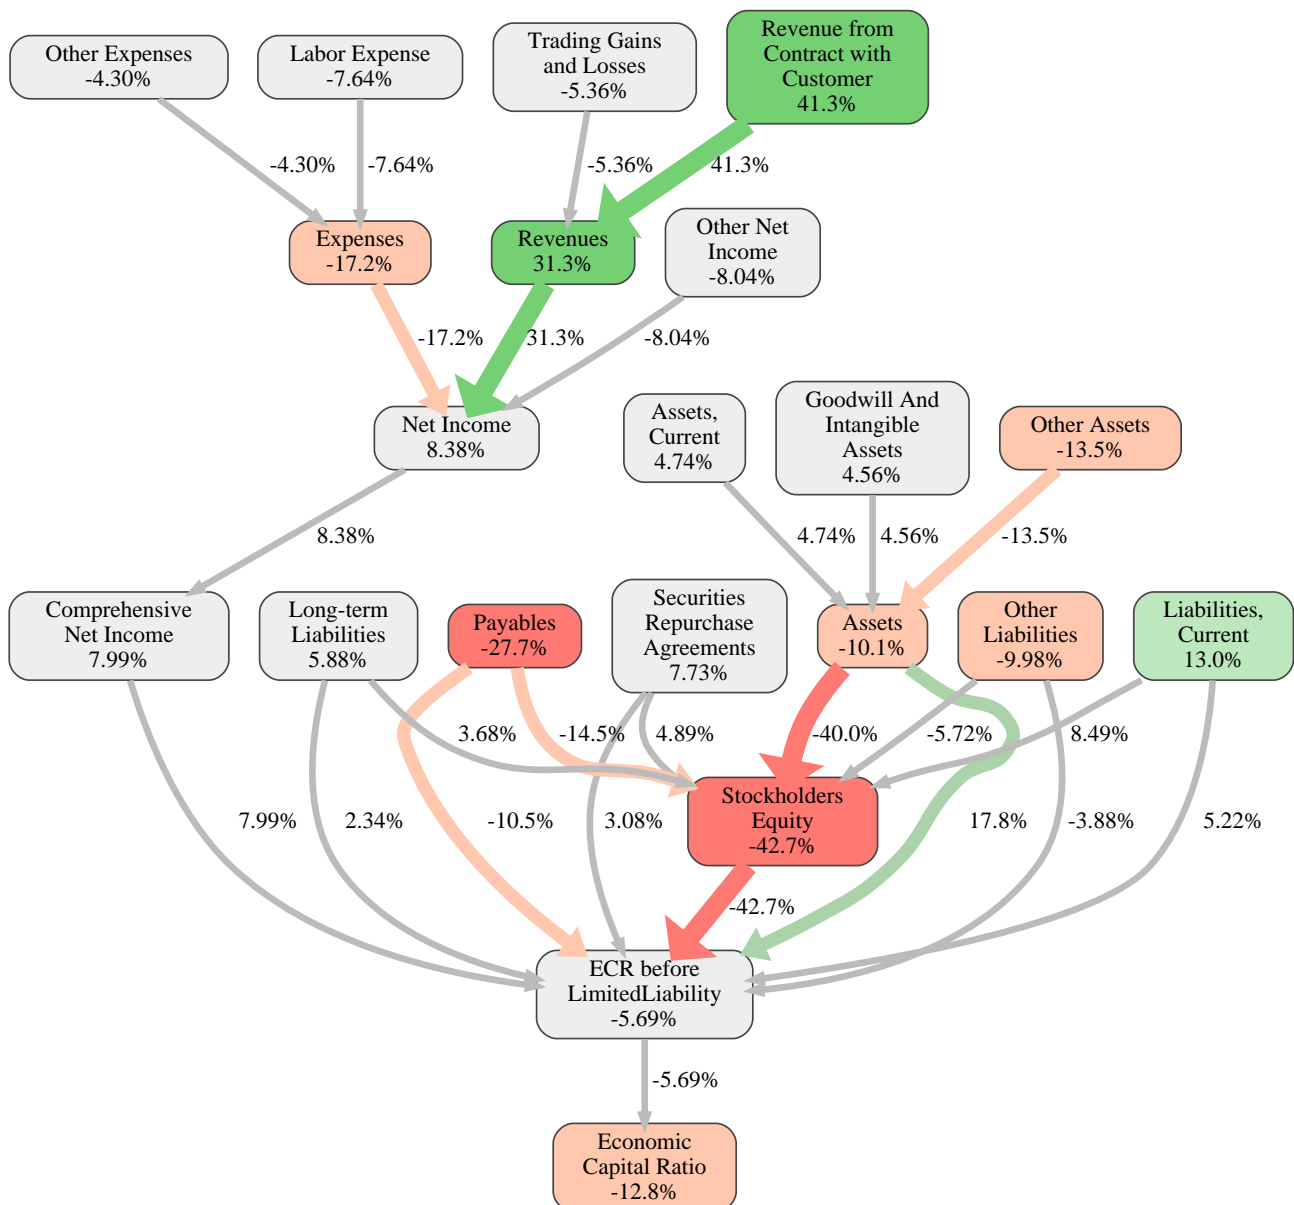 Other Expenses
-4.30%
Labor Expense
-7.64%
Trading Gains
and Losses
-5.36%
Revenue from
Contract with
Customer
41.3%
-4.30%
-7.64%
-5.36%
41.3%
Expenses
-17.2%
Revenues
31.3%
Other Net
Income
-8.04%
-17.2%
31.3%
-8.04%
Net Income
8.38%
Assets,
Current
4.74%
Goodwill And
Intangible
Assets
4.56%
Other Assets
-13.5%
8.38%
4.74%
4.56%
-13.5%
Comprehensive
Net Income
7.99%
Long-term
Liabilities
5.88%
Payables
-27.7%
Securities
Repurchase
Agreements
7.73%
Assets
-10.1%
Other
Liabilities
-9.98%
Liabilities,
Current
13.0%
3.68%
-14.5%
4.89%
-40.0%
-5.72%
8.49%
Stockholders
Equity
-42.7%
7.99%
2.34%
-10.5%
3.08%
17.8%
-3.88%
5.22%
-42.7%
ECR before
LimitedLiability
-5.69%
-5.69%
Economic
Capital Ratio
-12.8%